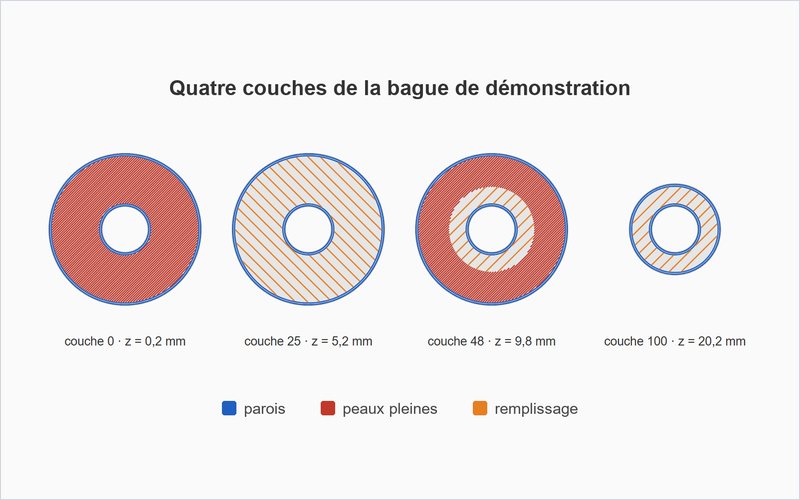 Quatre couches de la bague de démonstration
couche 0 · z = 0,2 mm
couche 25 · z = 5,2 mm
couche 48 · z = 9,8 mm
couche 100 · z = 20,2 mm
parois
peaux pleines
remplissage